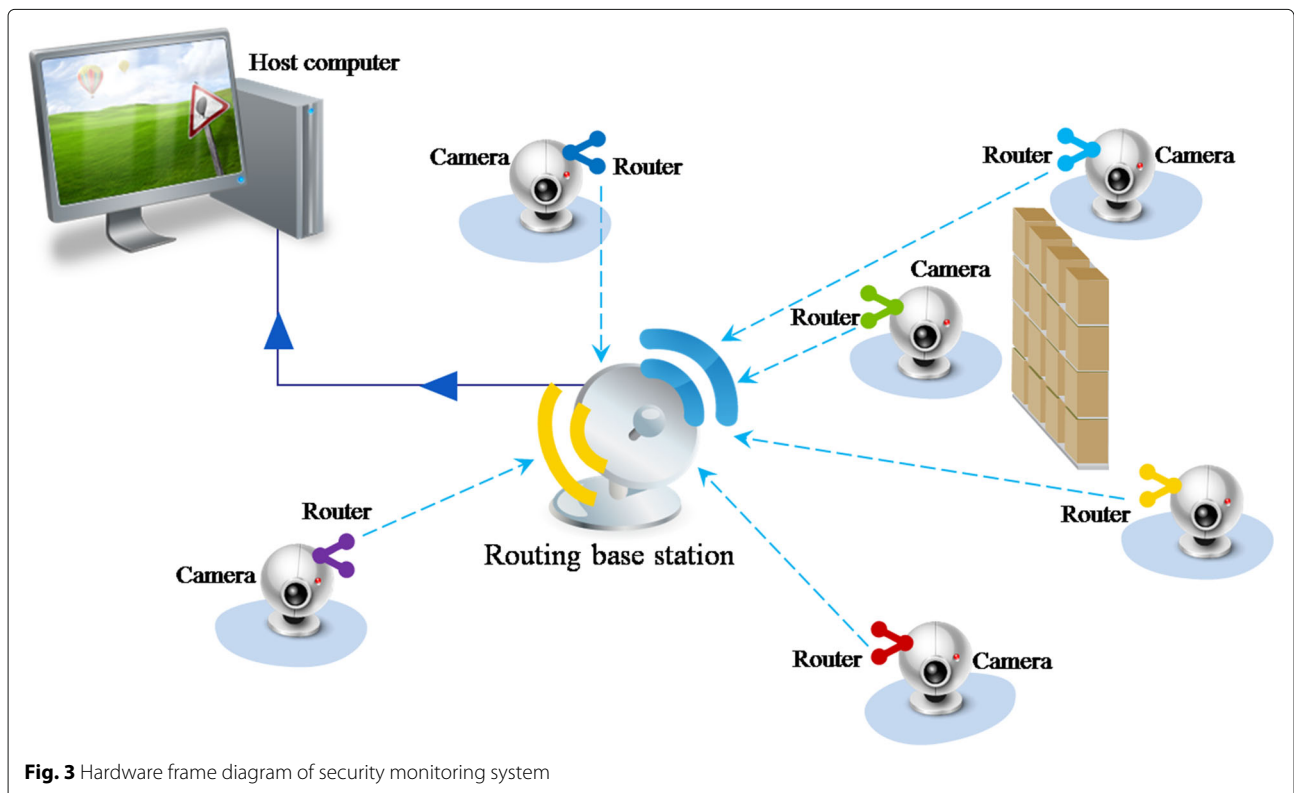 Host computer
Camera
Router
Router
Camera
Camera
Router
Router
Routing base station
Router
Camera
Router
Camera
Fig. 3 Hardware frame diagram of security monitoring system